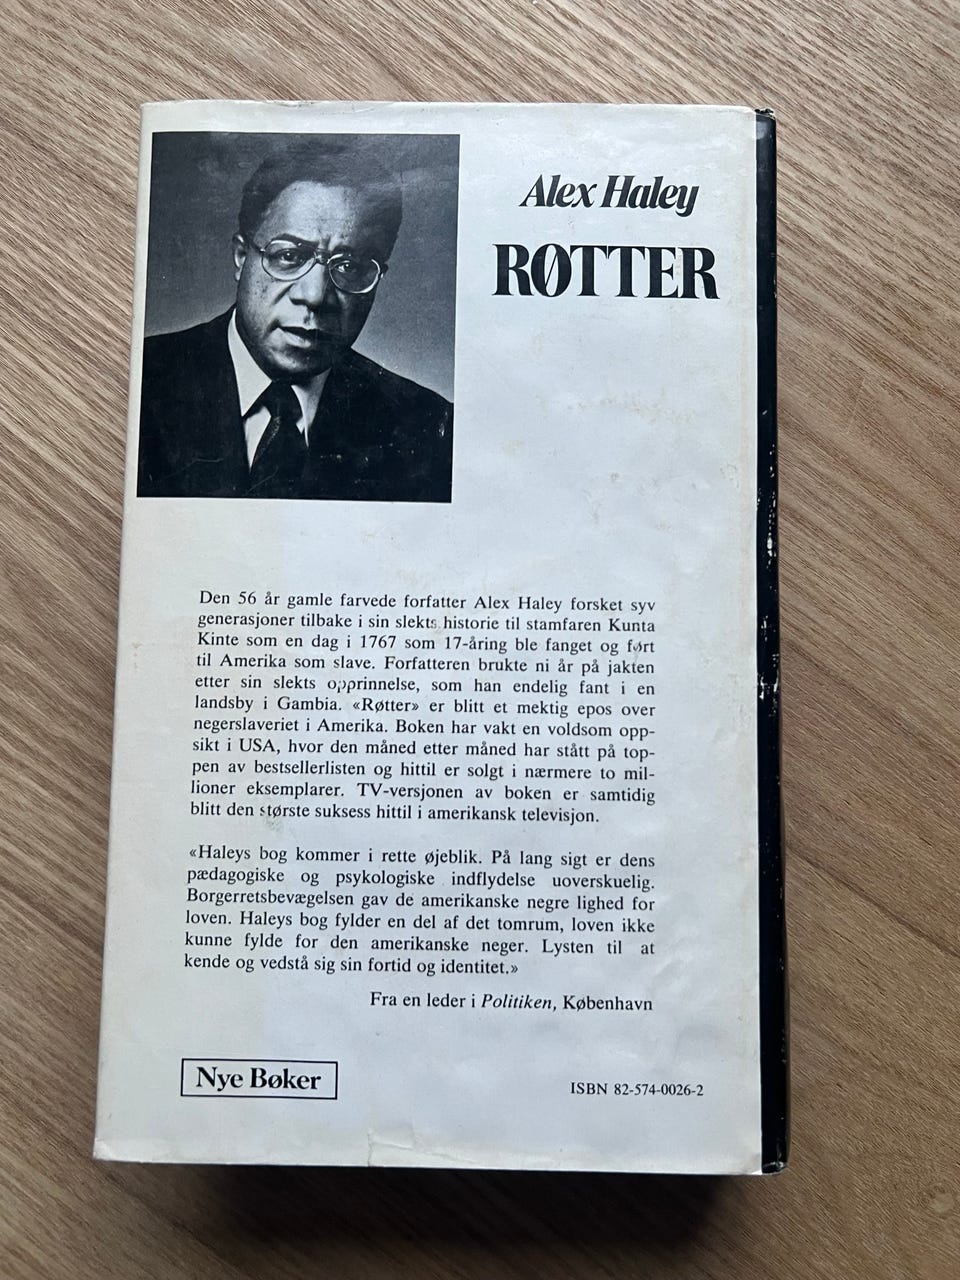 Alex Haley
RØTTER
Den 56 år gamle farvede forfatter Alex Haley forsket syv
generasjoner tilbake i sin slekts historie til stamfaren Kunta
Kinte som en dag i 1767 som 17-åring ble fanget og ført
til Amerika som slave. Forfatteren brukte ni år på jakten
etter sin slekts opprinnelse, som han endelig fant i en
landsby i Gambia. «Røtter» er blitt et mektig epos over
negerslaveriet i Amerika. Boken har vakt en voldsom opp-
sikt i USA, hvor den måned etter måned har stått på top-
pen av bestsellerlisten og hittil er solgt i nærmere to mil-
lioner eksemplarer. TV-versjonen av boken er samtidig
blitt den største suksess hittil i amerikansk televisjon.
«Haleys bog kommer i rette øjeblik. På lang sigt er dens
pædagogiske og psykologiske indflydelse uoverskuelig.
Borgerretsbevægelsen gav de amerikanske negre lighed for
loven. Haleys bog fylder en del af det tomrum, loven ikke
kunne fylde for den amerikanske neger. Lysten til at
kende og vedstå sig sin fortid og identitet.»
Fra en leder i Politiken, København
Nye Bøker
ISBN 82-574-0026-2